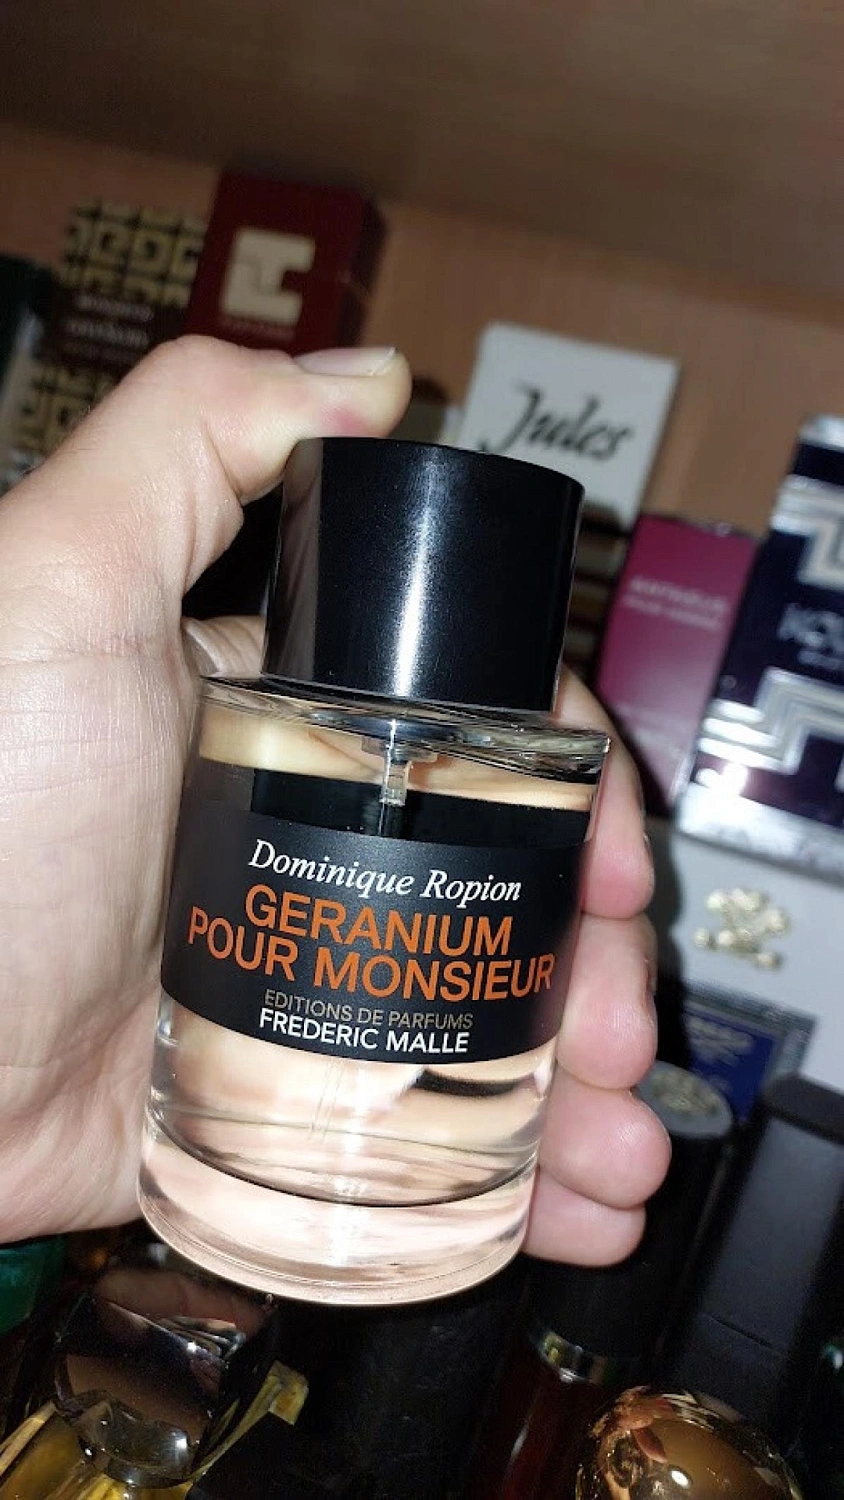 Jules
Dominique Ropion
GERANIUM
POUR MONSIEUR
EDITIONS DE PARFUMS
FREDERIC MALLE